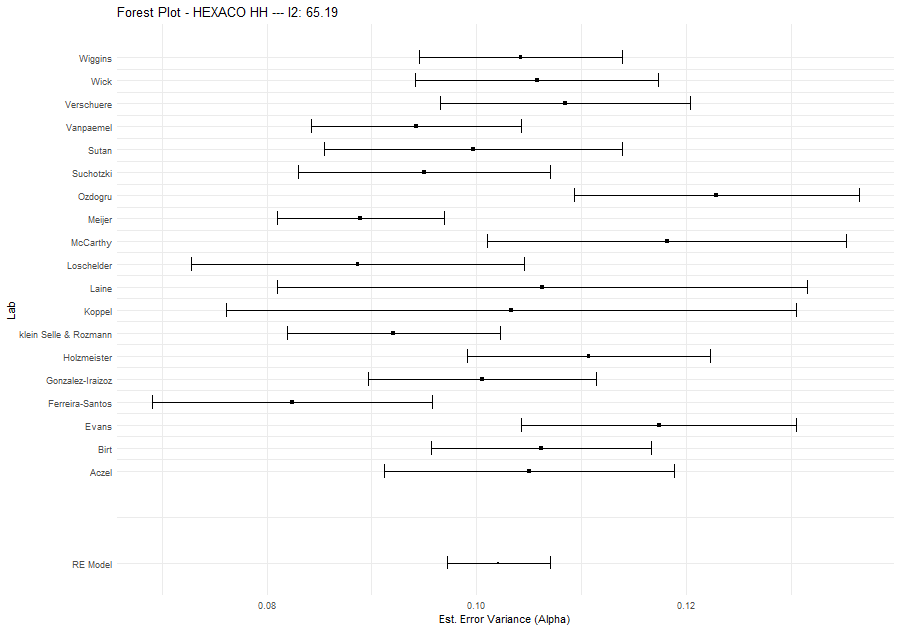 Forest Plot - HEXACO HH --- I2: 65.19
Wiggins
Wick
Verschuere
Vanpaemel
Sutan
Suchotzki
Ozdogru
Meijer
McCarthy
Loschelder
Laine
Koppel
klein Selle & Rozmann
Holzmeister
Gonzalez-Iraizoz
Ferreira-Santos
Evans
Birt
Aczel
RE Model
Lab
0.08
0.10
0.12
Est. Error Variance (Alpha)